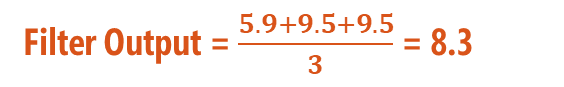 Filter Output = (5.9+9.5+9.5)/3 = 8.3